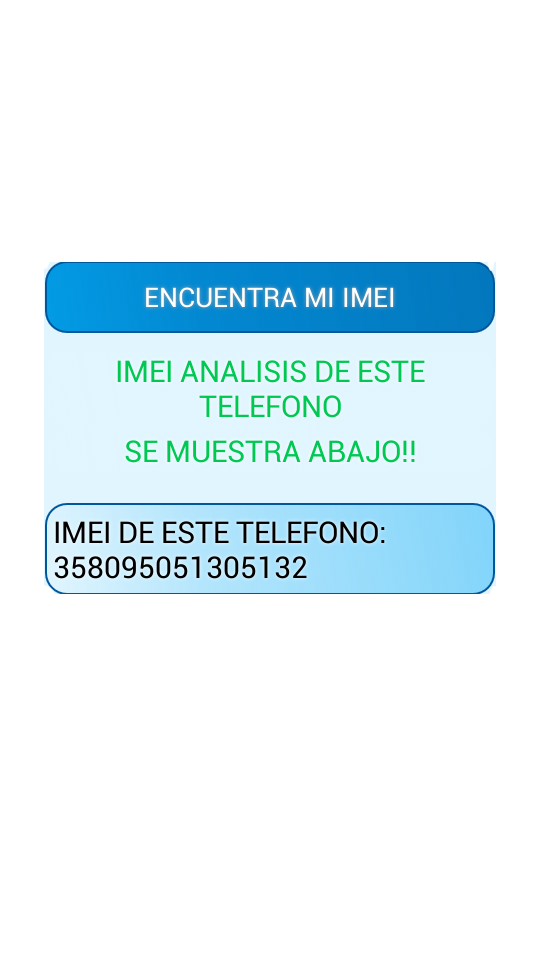 ENCUENTRA MI IMEI
IMEI ANALISIS DE ESTE
TELEFONO
SE MUESTRA ABAJO!!
IMEI DE ESTE TELEFONO:
358095051305132